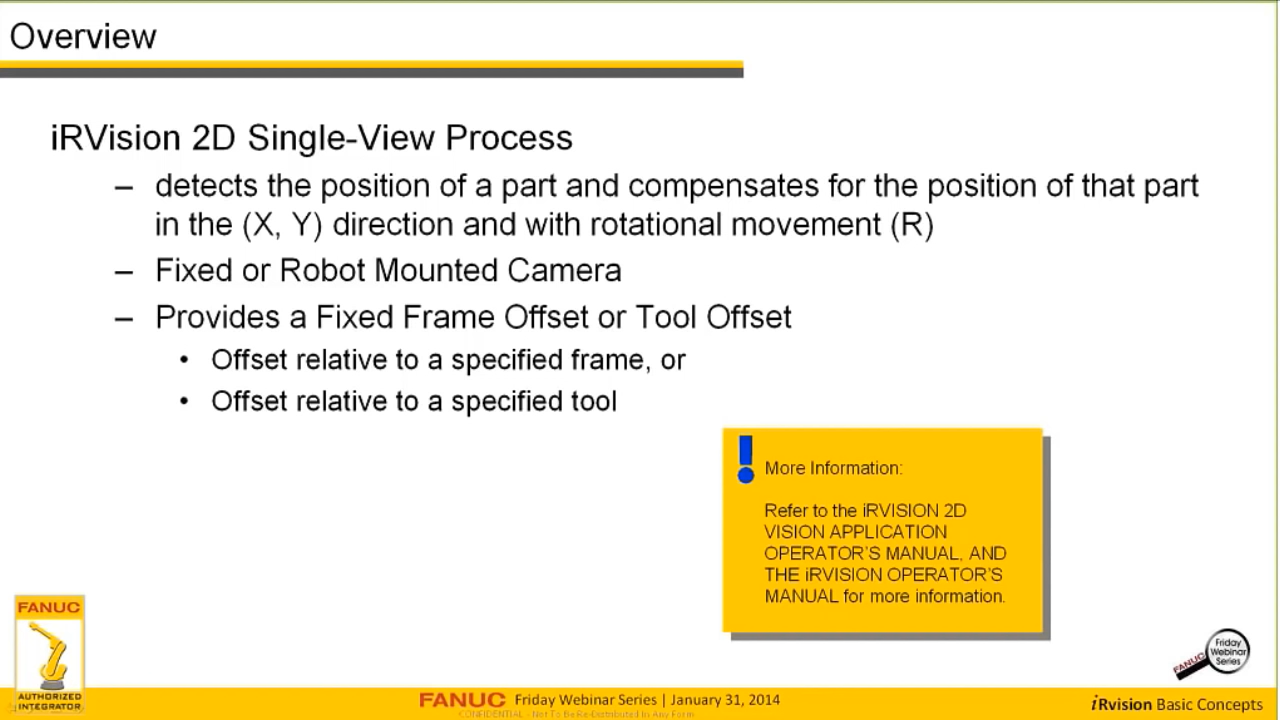 Overview
iRVision 2D Single-View Process
– detects the position of a part and compensates for the position of that part
in the (X, Y) direction and with rotational movement (R)
– Fixed or Robot Mounted Camera
– Provides a Fixed Frame Offset or Tool Offset
• Offset relative to a specified frame, or
• Offset relative to a specified tool
More Information:
Refer to the iRVISION 2D
VISION APPLICATION
OPERATOR'S MANUAL, AND
THE iRVISION OPERATOR'S
MANUAL for more information.
FANUC
AUTHORIZED
INTEGRATOR
Friday
Webinar
Series
FANUC
FANUC Friday Webinar Series | January 31, 2014
CONFIDENTIAL - Not To Be Re-Distributed In Any Form
iRvision Basic Concepts